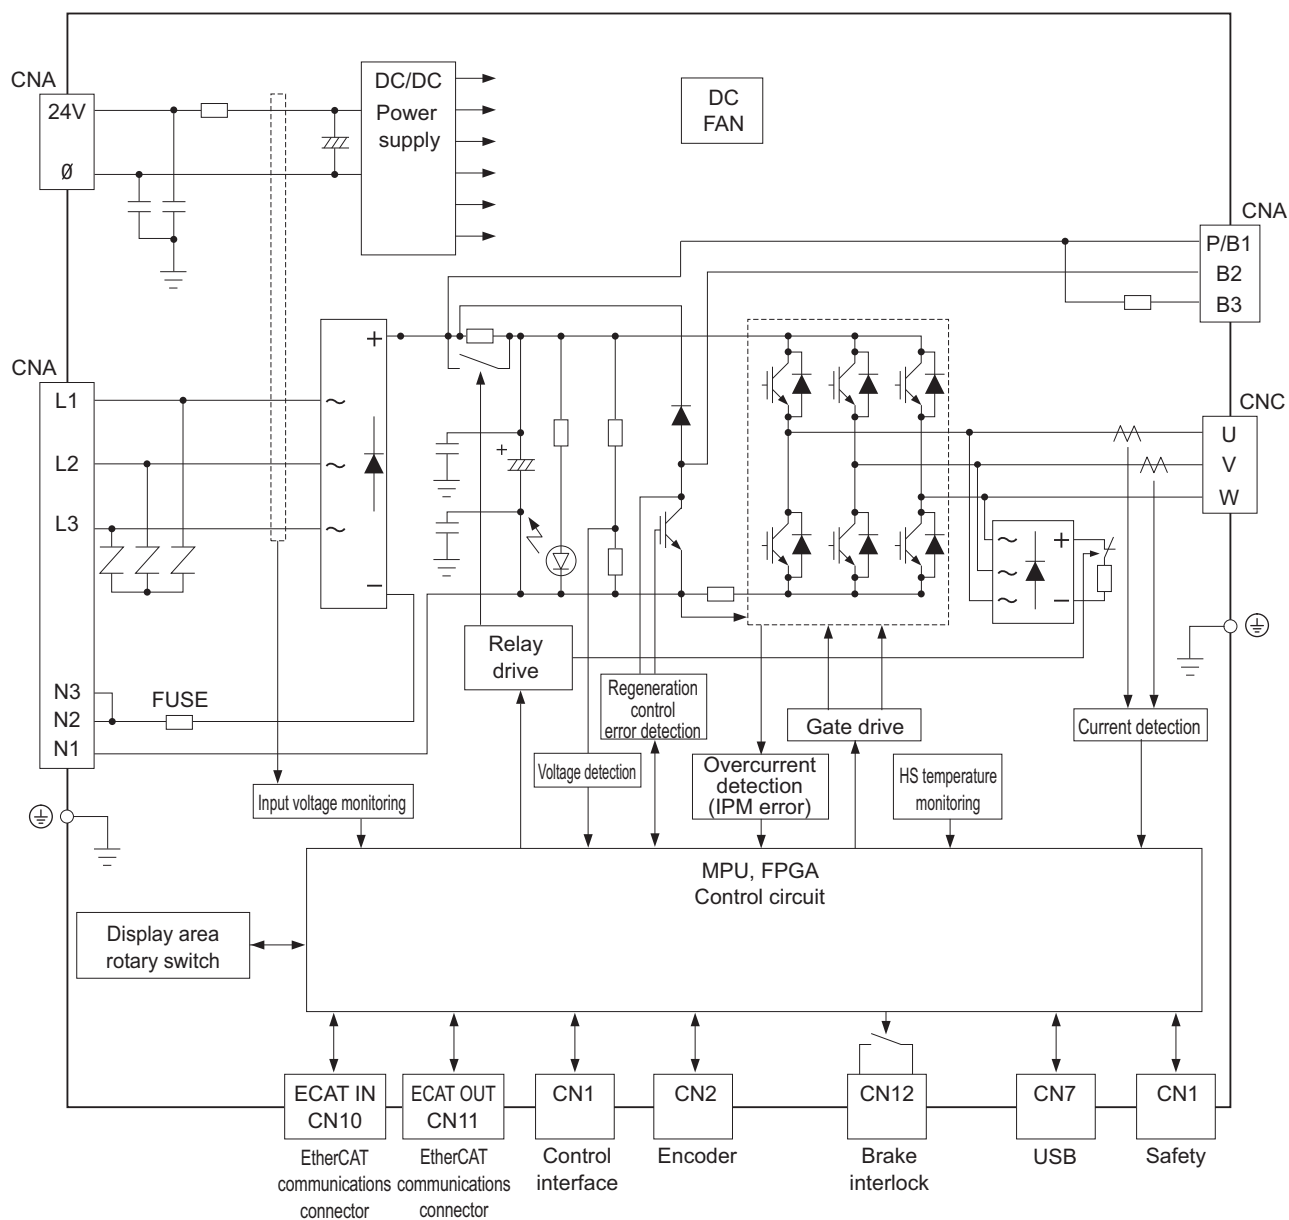 CNA
24V
Ø
DC/DC
Power
supply
DC
FAN
CNA
P/B1
B2
B3
CNA
L1
L2
L3
N3
N2
N1
FUSE
+
−
~
~
~
+
CNC
U
V
W
~
~
~
+
−
Relay
drive
Regeneration
control
error detection
Gate drive
Current detection
Voltage detection
Overcurrent
detection
(IPM error)
HS temperature
monitoring
Input voltage monitoring
MPU, FPGA
Control circuit
Display area
rotary switch
ECAT IN
CN10
ECAT OUT
CN11
CN1
CN2
CN12
CN7
CN1
EtherCAT
communications
connector
EtherCAT
communications
connector
Control
interface
Encoder
Brake
interlock
USB
Safety